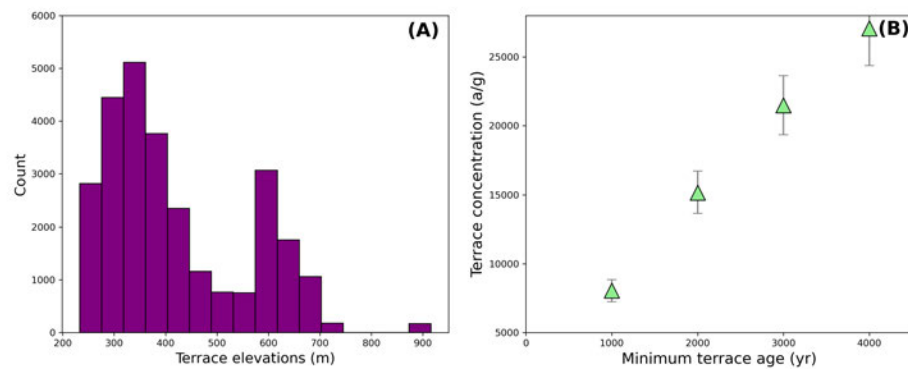 (A)
6000
5000
4000
3000
2000
1000
0
Count
200 300 400 500 600 700 800 900
Terrace elevations (m)
(B)
25000
20000
15000
10000
5000
Terrace concentration (a/g)
0 1000 2000 3000 4000
Minimum terrace age (yr)